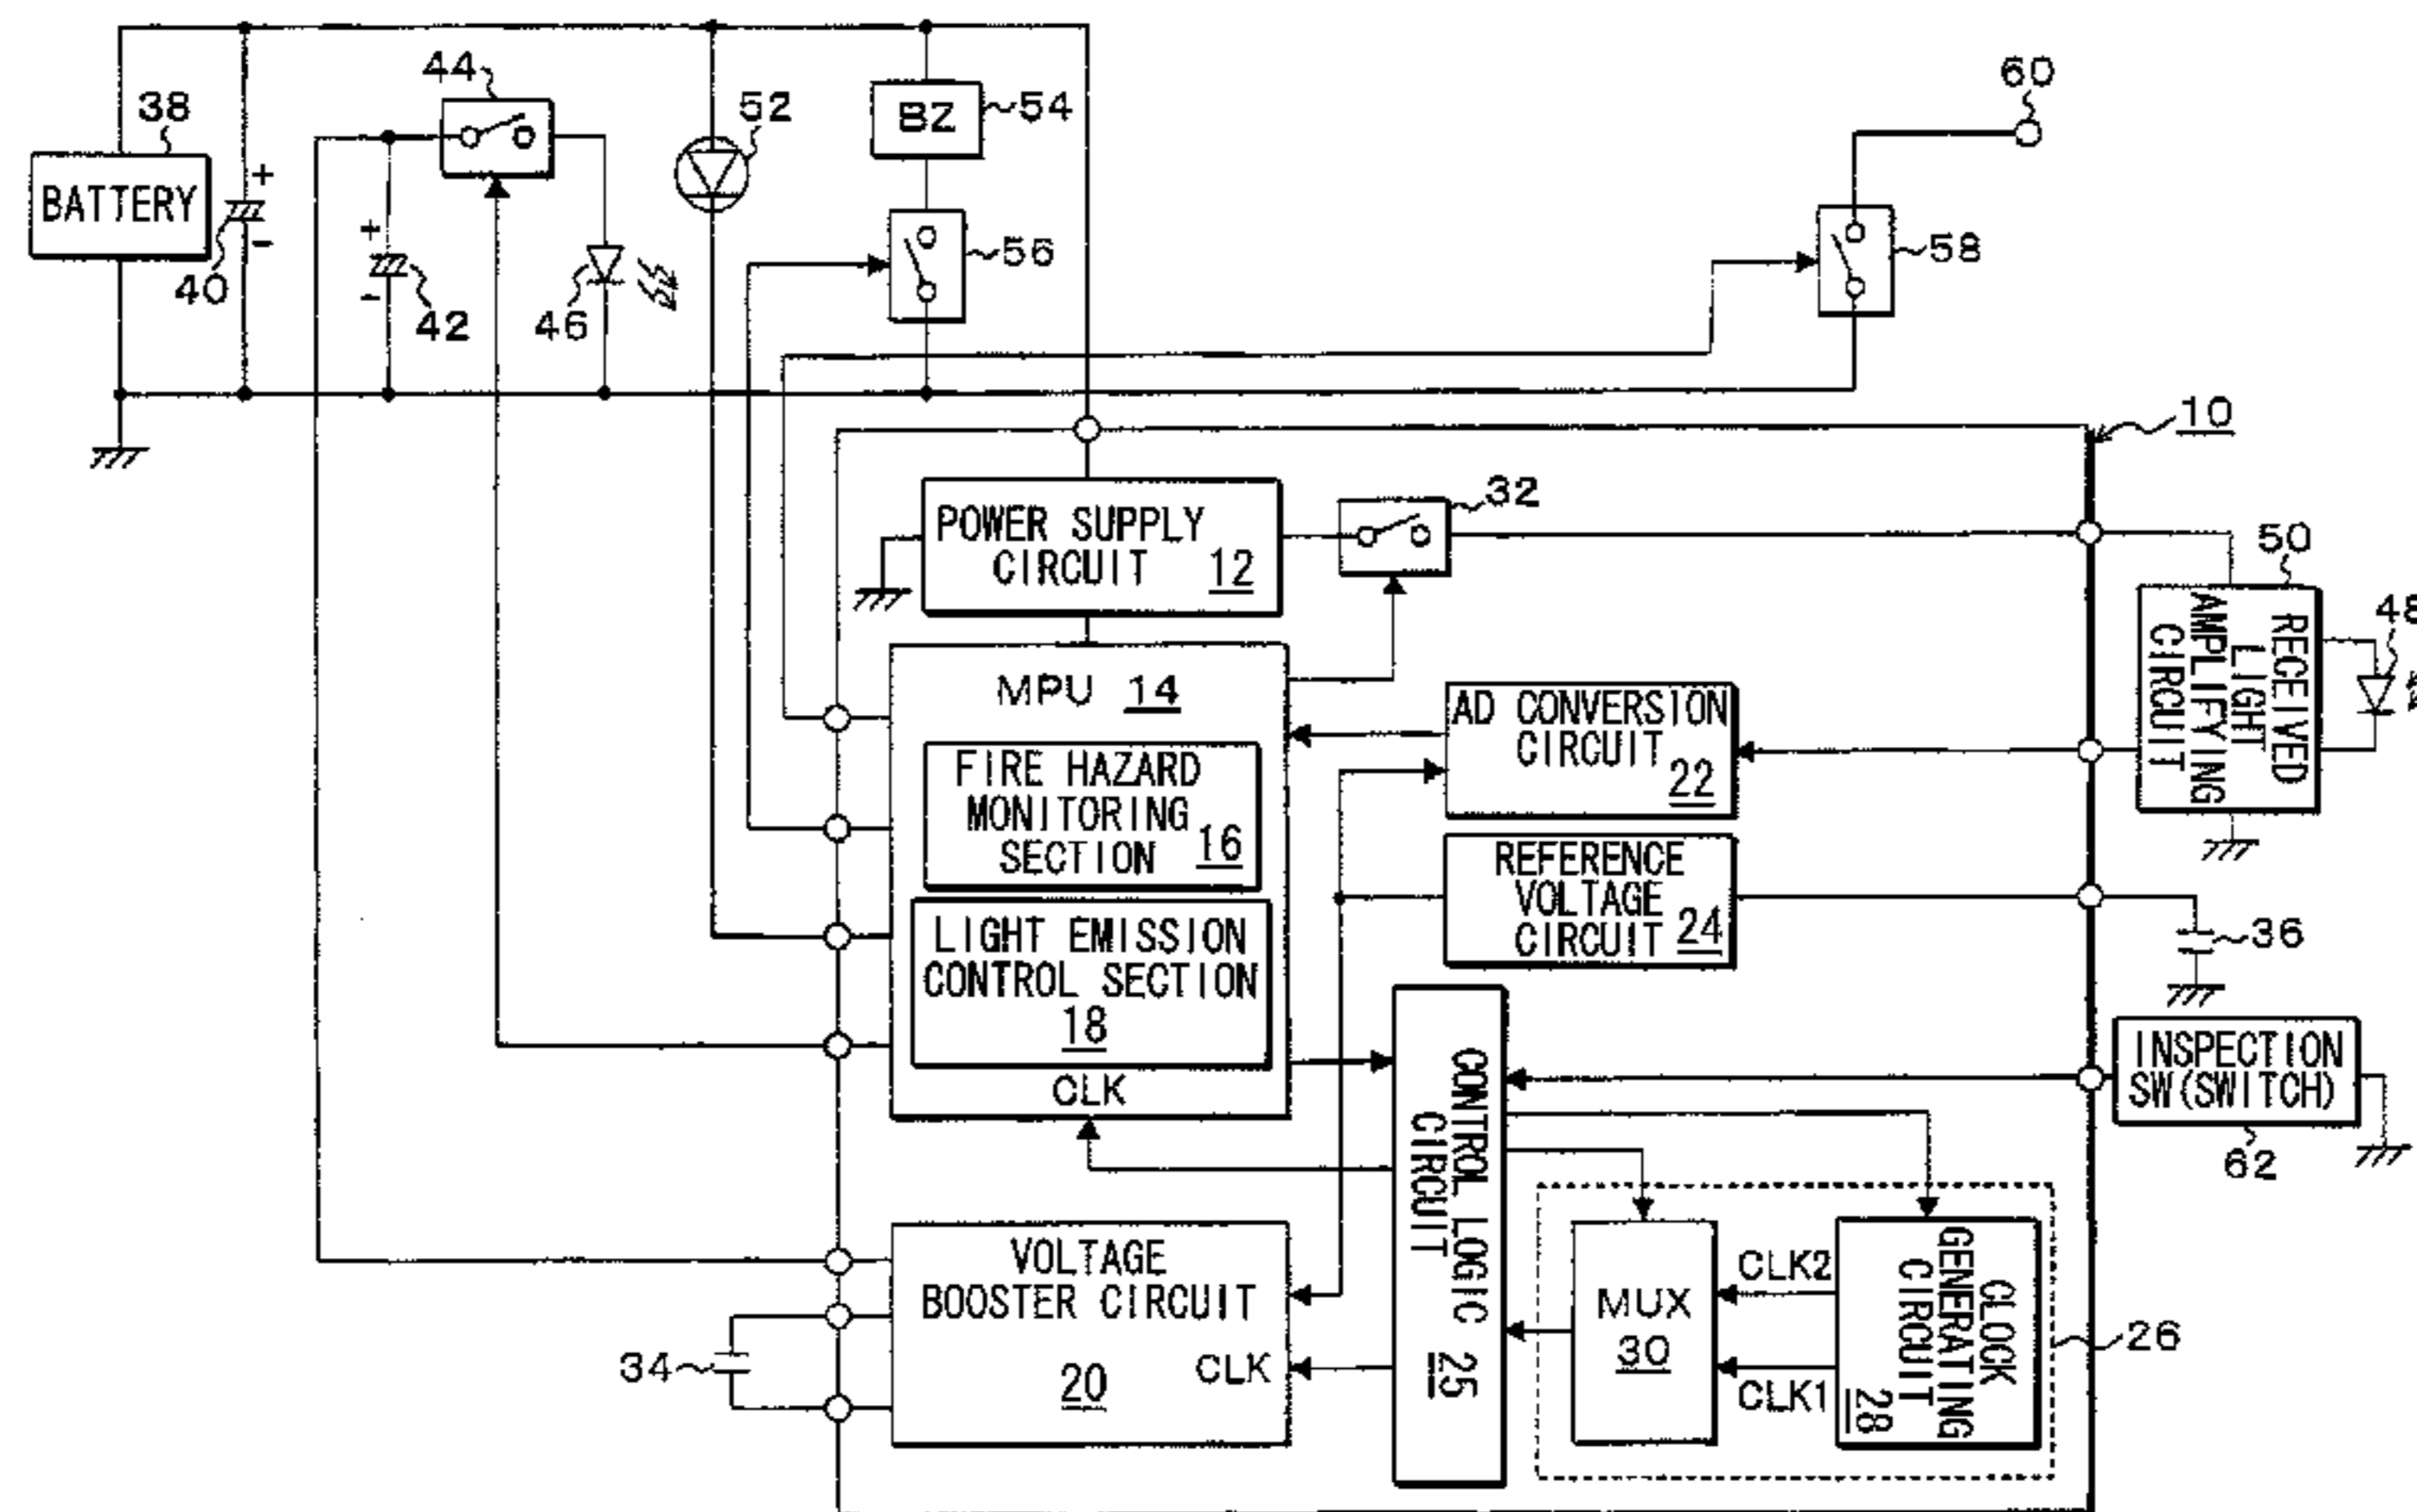 60
44
38
52
BZ
54
BATTERY
+
+
56
58
-
40
-
42
46
10
32
POWER SUPPLY
CIRCUIT 12
50
48
RECEIVED
LIGHT
AMPLIFYING
CIRCUIT
MPU 14
AD CONVERSION
CIRCUIT
22
FIRE HAZARD
MONITORING
SECTION 16
REFERENCE
VOLTAGE
CIRCUIT 24
LIGHT EMISSION
CONTROL SECTION
18
36
CLK
CONTROL LOGIC
CIRCUIT
25
INSPECTION
SW(SWITCH)
62
VOLTAGE
BOOSTER CIRCUIT
20
CLK
34
MUX
30
CLK2
CLK1
CLOCK
GENERATING
CIRCUIT 28
26